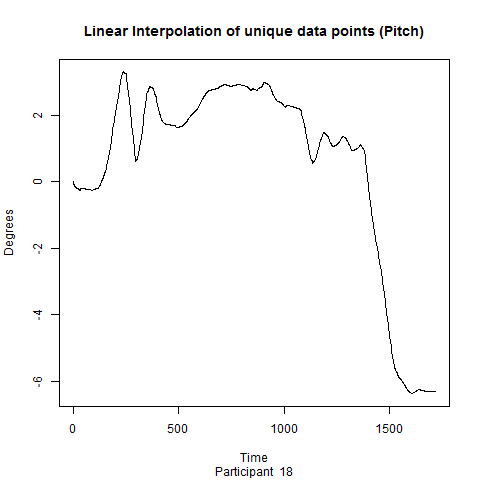 Linear Interpolation of unique data points (Pitch)
Degrees
2
0
-2
-4
-6
0 500 1000 1500
Time
Participant 18